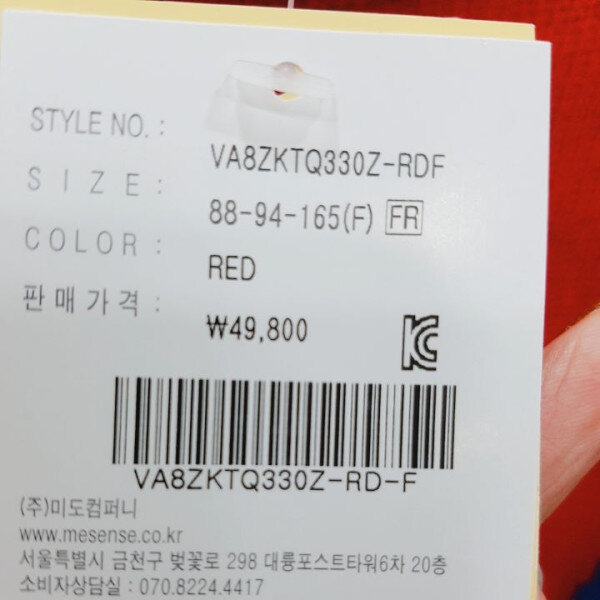 STYLE NO. : VA8ZKTQ330Z-RDF
SIZE : 88-94-165(F) FR
COLOR : RED
판매가격 : ₩49,800
KC
VA8ZKTQ330Z-RD-F
(주)미도컴퍼니
www.mesense.co.kr
서울특별시 금천구 벚꽃로 298 대륭포스트타워6차 20층
소비자상담실 : 070.8224.4417